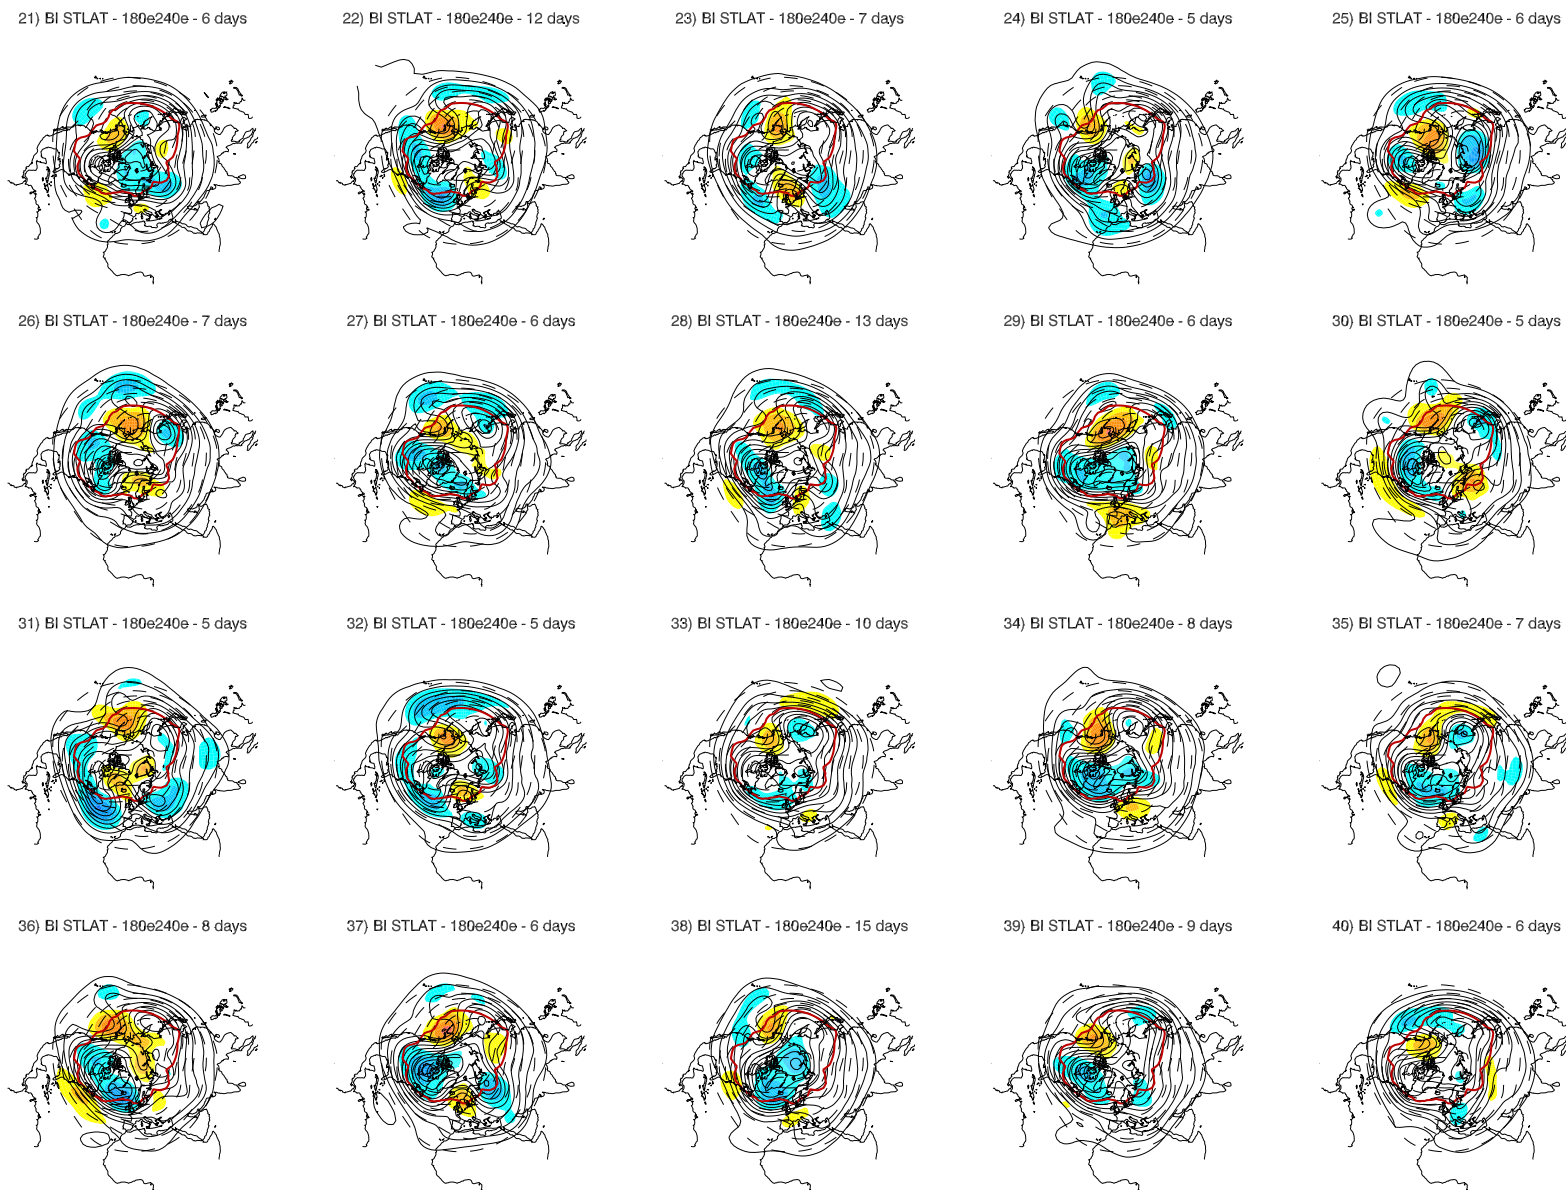 21) BI STLAT - 180e240e - 6 days
22) BI STLAT - 180e240e - 12 days
23) BI STLAT - 180e240e - 7 days
24) BI STLAT - 180e240e - 5 days
25) BI STLAT - 180e240e - 6 days
26) BI STLAT - 180e240e - 7 days
27) BI STLAT - 180e240e - 6 days
28) BI STLAT - 180e240e - 13 days
29) BI STLAT - 180e240e - 6 days
30) BI STLAT - 180e240e - 5 days
31) BI STLAT - 180e240e - 5 days
32) BI STLAT - 180e240e - 5 days
33) BI STLAT - 180e240e - 10 days
34) BI STLAT - 180e240e - 8 days
35) BI STLAT - 180e240e - 7 days
36) BI STLAT - 180e240e - 8 days
37) BI STLAT - 180e240e - 6 days
38) BI STLAT - 180e240e - 15 days
39) BI STLAT - 180e240e - 9 days
40) BI STLAT - 180e240e - 6 days